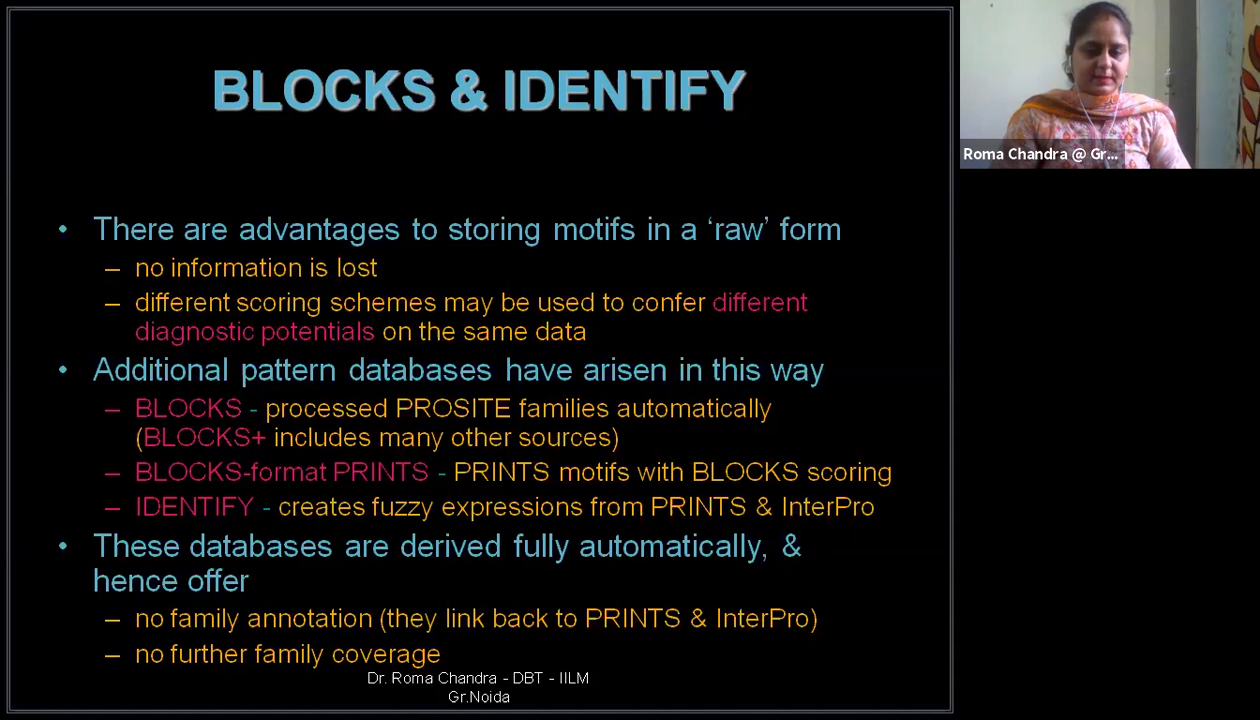 BLOCKS & IDENTIFY
• There are advantages to storing motifs in a ‘raw’ form
– no information is lost
– different scoring schemes may be used to confer different
diagnostic potentials on the same data
• Additional pattern databases have arisen in this way
– BLOCKS - processed PROSITE families automatically
(BLOCKS+ includes many other sources)
– BLOCKS-format PRINTS - PRINTS motifs with BLOCKS scoring
– IDENTIFY - creates fuzzy expressions from PRINTS & InterPro
• These databases are derived fully automatically, &
hence offer
– no family annotation (they link back to PRINTS & InterPro)
– no further family coverage
Dr. Roma Chandra - DBT - IILM
Gr.Noida
Roma Chandra @ Gr...